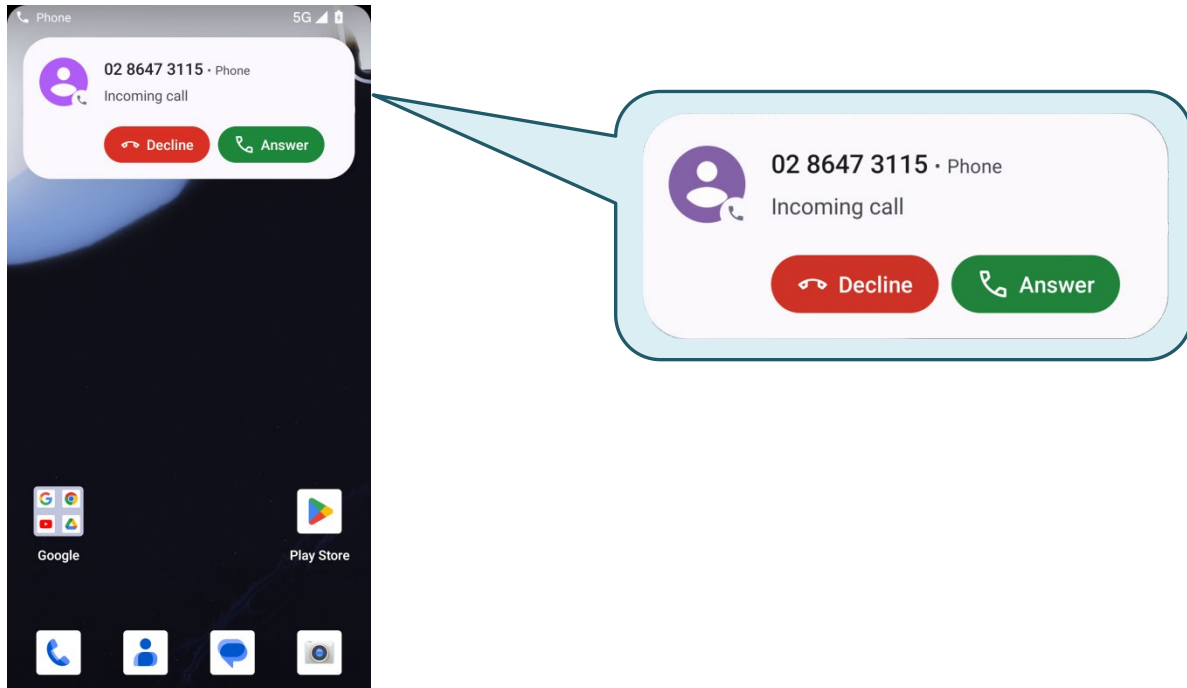 Phone
5G
02 8647 3115 • Phone
Incoming call
Decline
Answer
Google
Play Store
02 8647 3115 • Phone
Incoming call
Decline
Answer